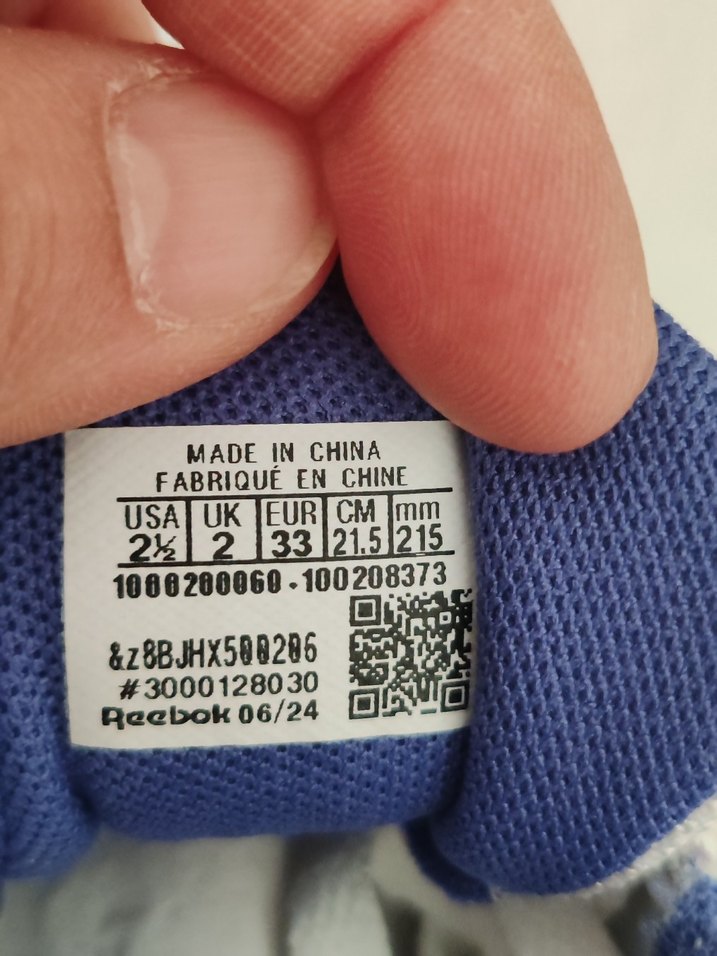 MADE IN CHINA
FABRIQUÉ EN CHINE
USA UK EUR CM mm
2½ 2 33 21.5 215
1000200060 - 100208373
&z8BJHX500206
#3000128030
Reebok 06/24